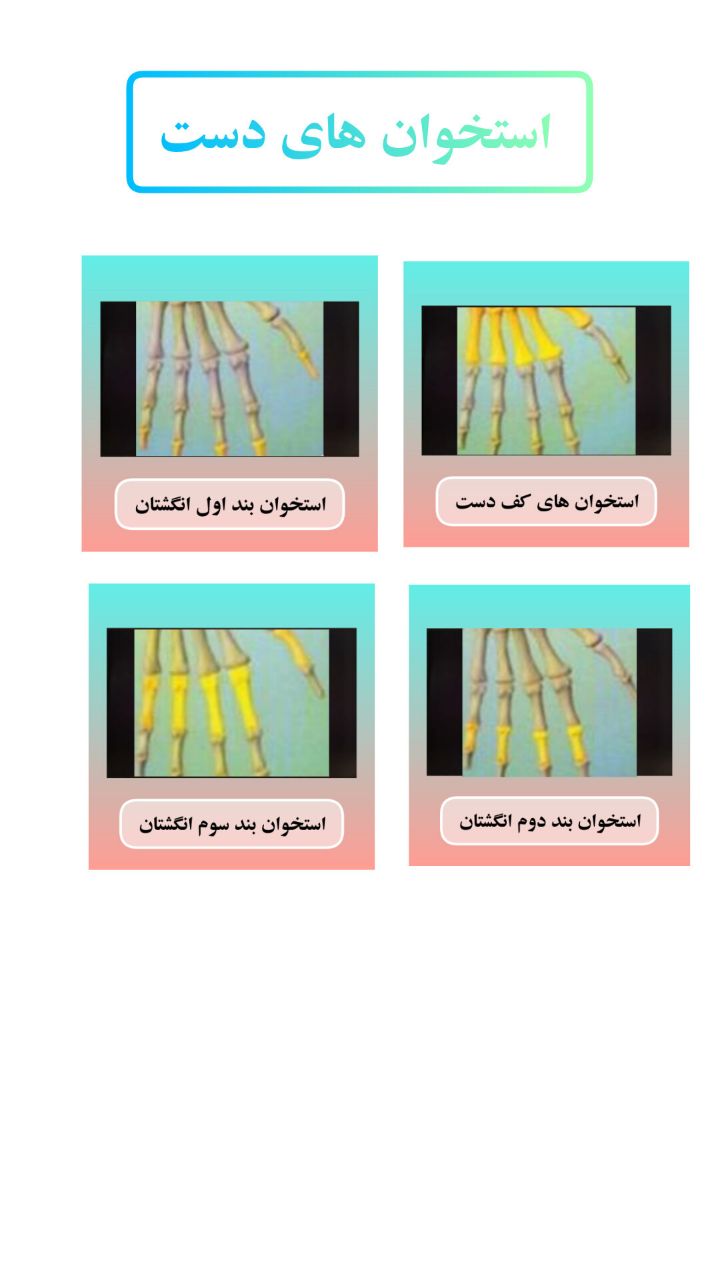 استخوان های دست
استخوان های کف دست
استخوان بند اول انگشتان
استخوان بند دوم انگشتان
استخوان بند سوم انگشتان